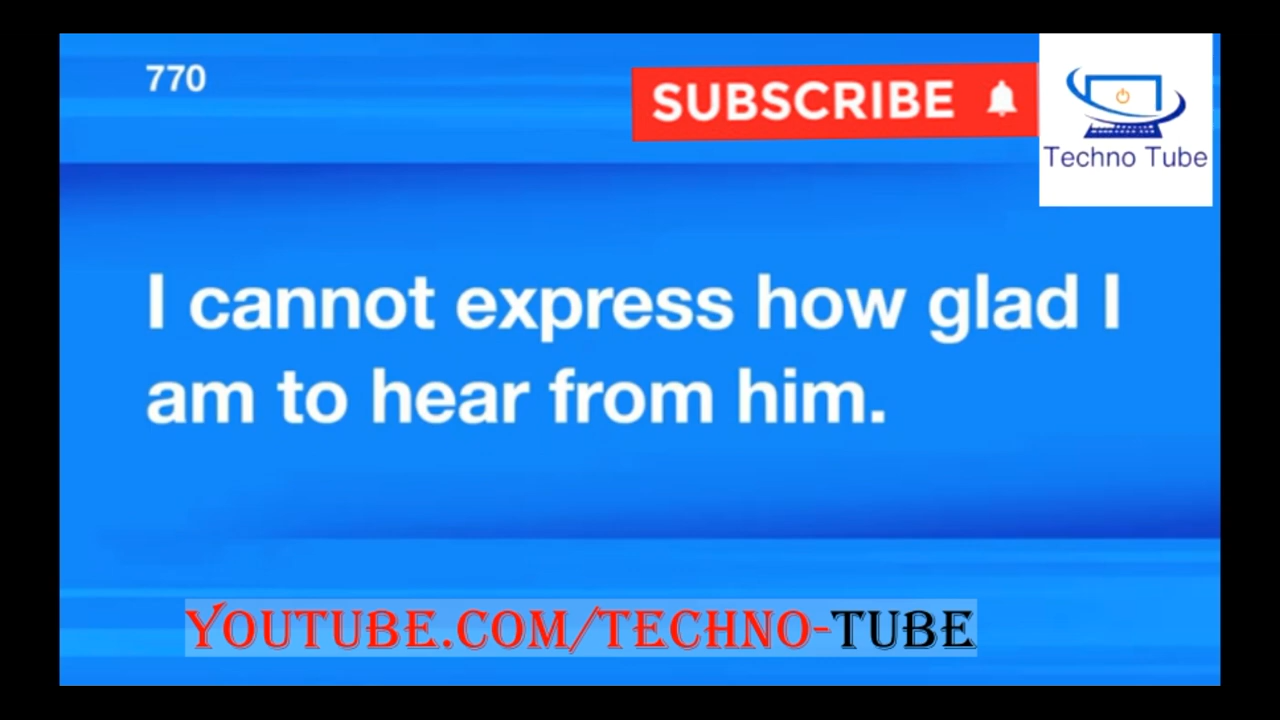 770
SUBSCRIBE
Techno Tube
I cannot express how glad I
am to hear from him.
YOUTUBE.COM/TECHNO-TUBE